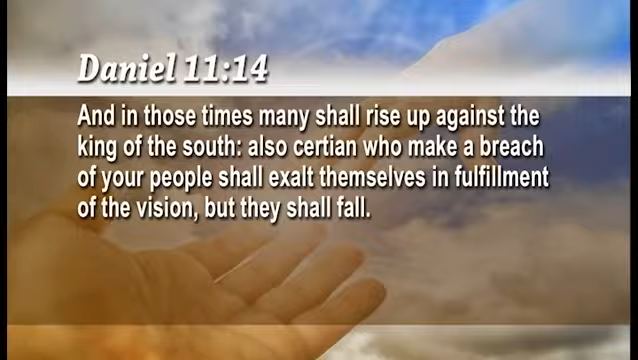 Daniel 11:14
And in those times many shall rise up against the
king of the south: also certian who make a breach
of your people shall exalt themselves in fulfillment
of the vision, but they shall fall.